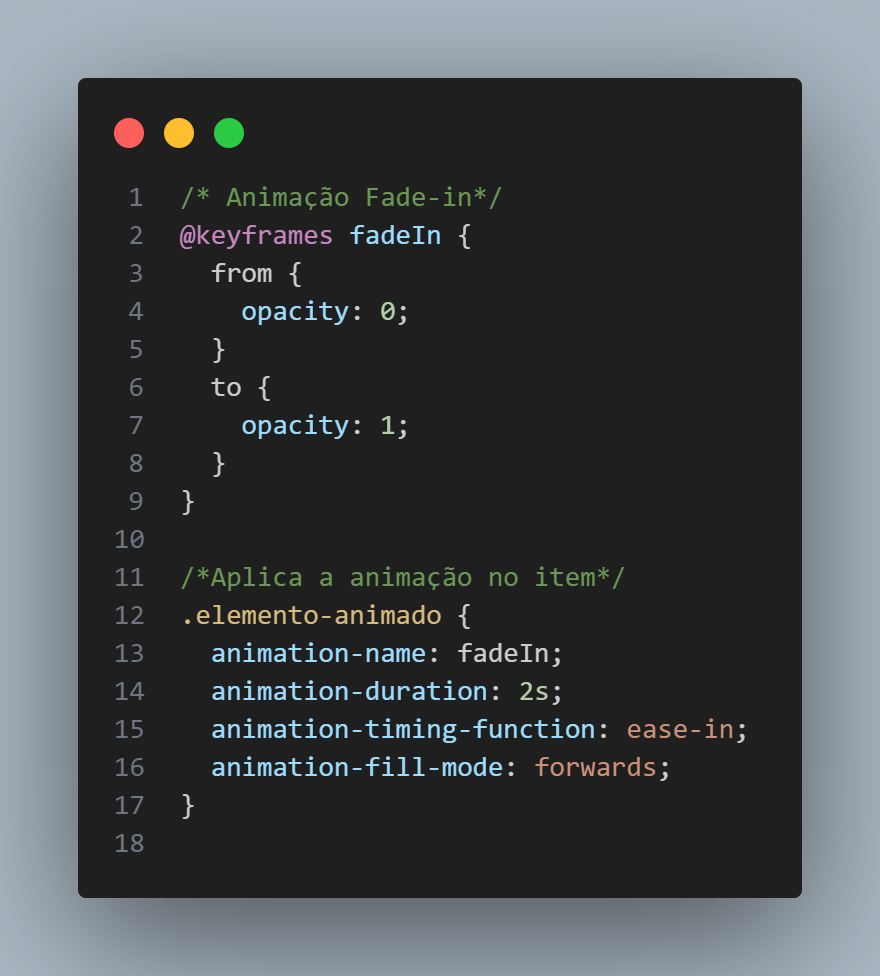 1 /* Animação Fade-in*/
2 @keyframes fadeIn {
3   from {
4     opacity: 0;
5   }
6   to {
7     opacity: 1;
8   }
9 }
10
11 /*Aplica a animação no item*/
12 .elemento-animado {
13   animation-name: fadeIn;
14   animation-duration: 2s;
15   animation-timing-function: ease-in;
16   animation-fill-mode: forwards;
17 }
18